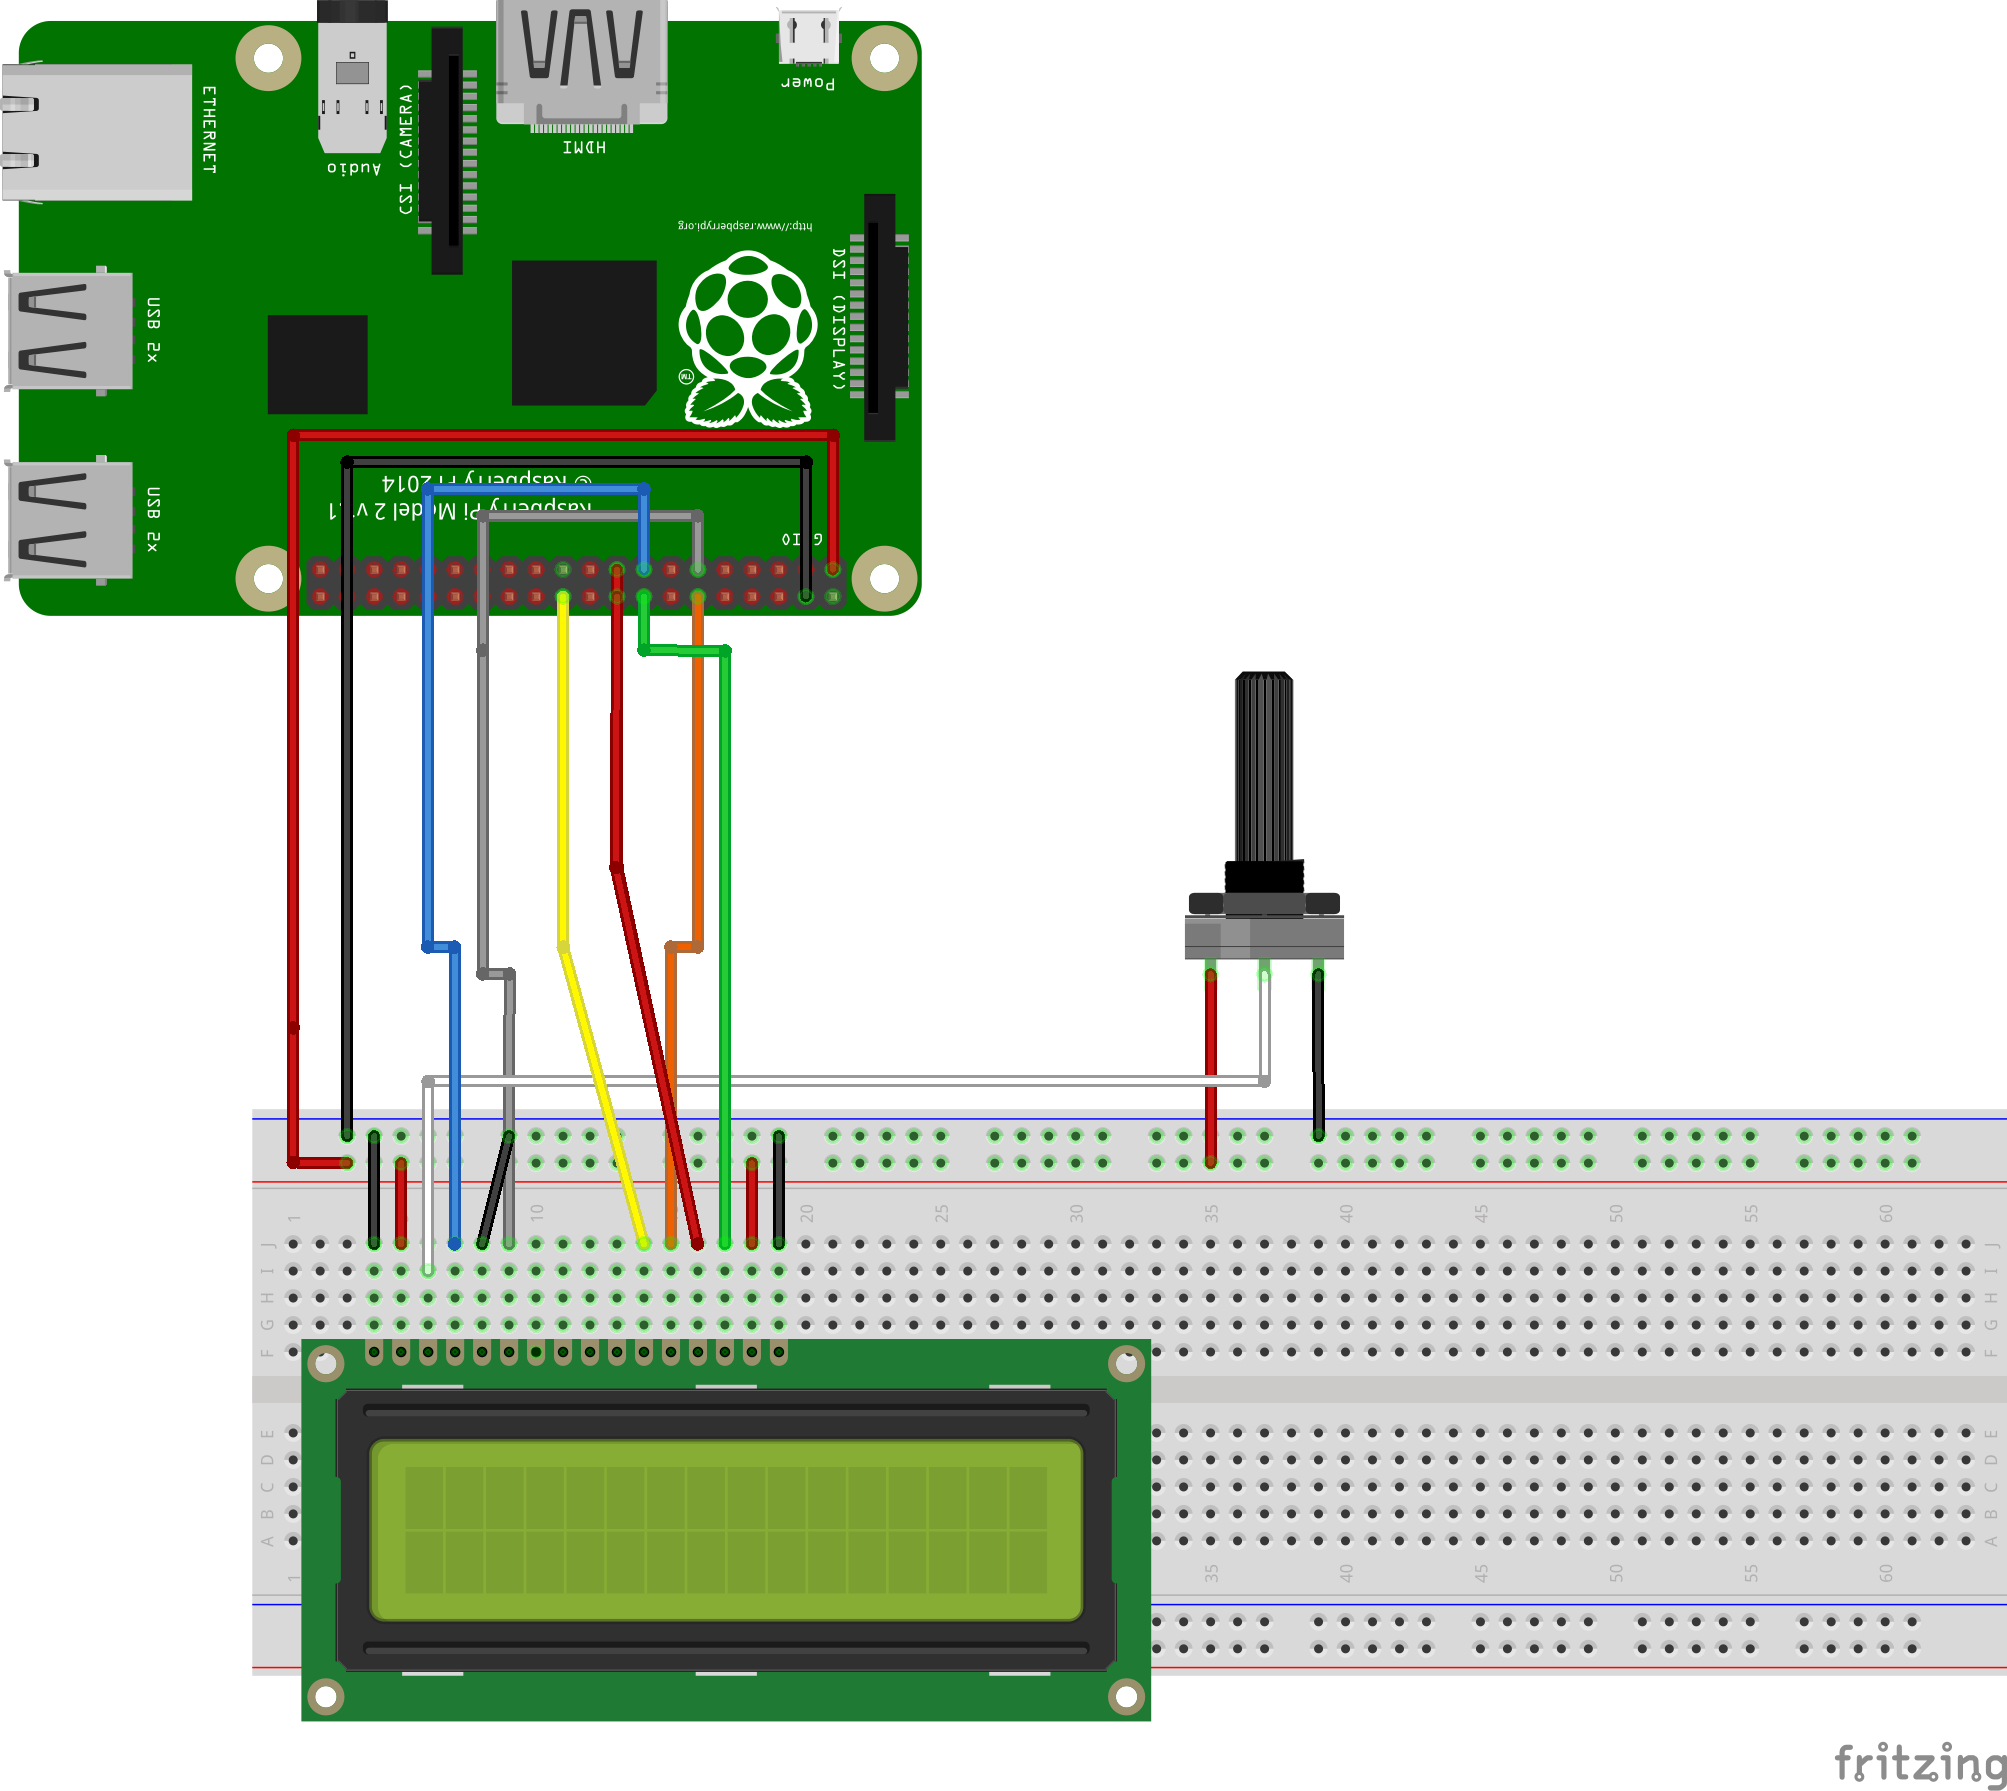 Power
ETHERNET
Audio
CSI (CAMERA)
HDMI
http://www.raspberrypi.org
DSI (DISPLAY)
TM
USB 2x
© Raspberry Pi 2014
Raspberry Pi Model 2 v1.1
USB 2x
GPIO
1 10 20 25 30 35 40 45 50 55 60
J J
I I
H H
G G
F F
E E
D D
C C
B B
A A
1 35 40 45 50 55 60
fritzing